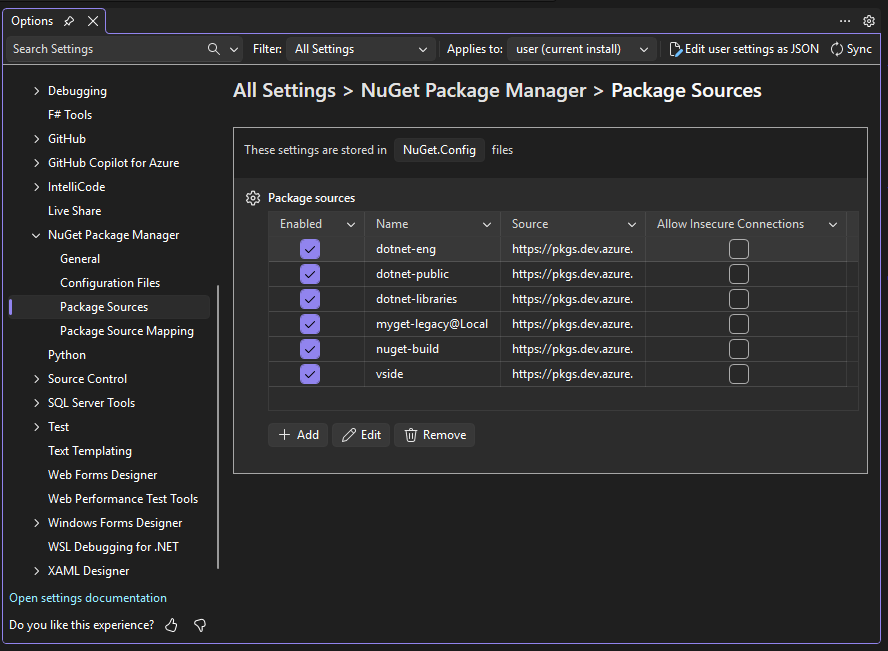 Options
Search Settings
Filter: All Settings
Applies to: user (current install)
Edit user settings as JSON
Sync
Debugging
F# Tools
GitHub
GitHub Copilot for Azure
IntelliCode
Live Share
NuGet Package Manager
General
Configuration Files
Package Sources
Package Source Mapping
Python
Source Control
SQL Server Tools
Test
Text Templating
Web Forms Designer
Web Performance Test Tools
Windows Forms Designer
WSL Debugging for .NET
XAML Designer
Open settings documentation
Do you like this experience?
All Settings > NuGet Package Manager > Package Sources
These settings are stored in NuGet.Config files
Package sources
Enabled Name Source Allow Insecure Connections
dotnet-eng https://pkgs.dev.azure.
dotnet-public https://pkgs.dev.azure.
dotnet-libraries https://pkgs.dev.azure.
myget-legacy@Local https://pkgs.dev.azure.
nuget-build https://pkgs.dev.azure.
vside https://pkgs.dev.azure.
Add Edit Remove